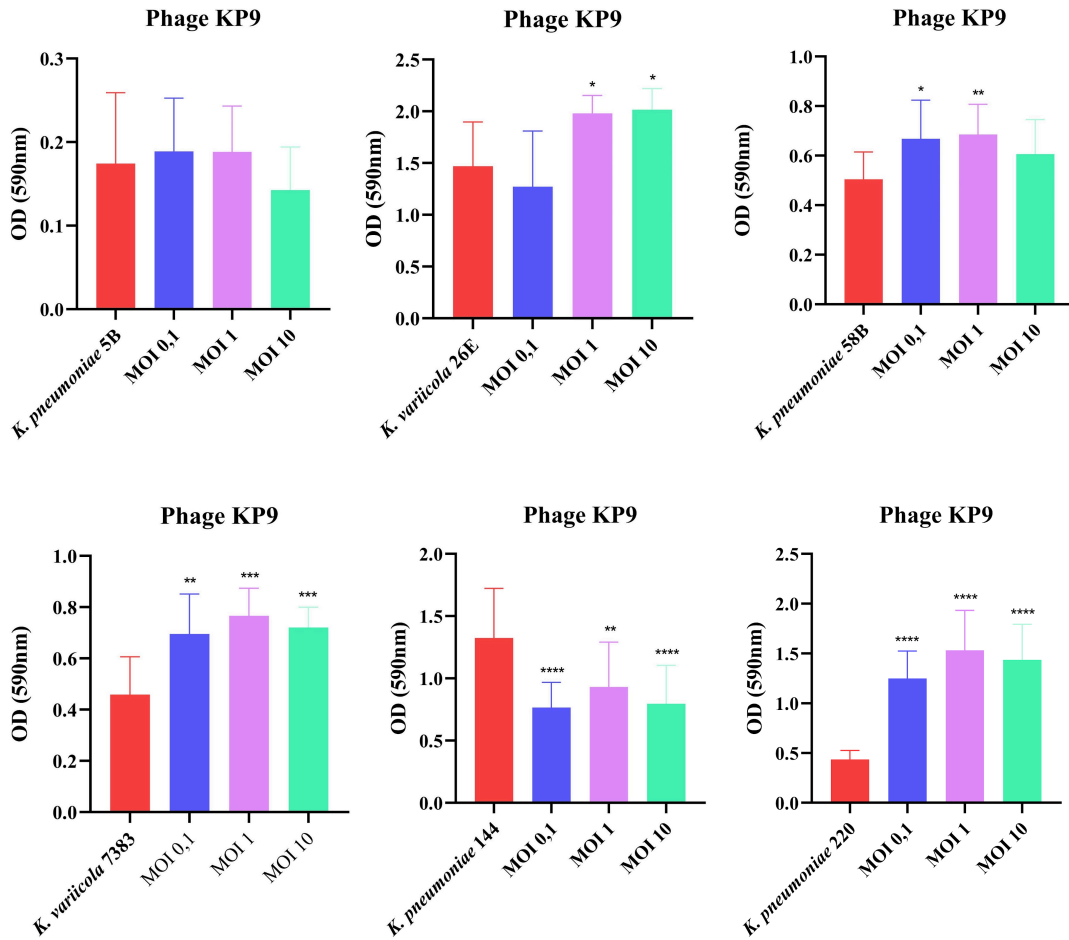 Phage KP9
OD (590nm)
0.3
0.2
0.1
0.0
K. pneumoniae 5B
MOI 0,1
MOI 1
MOI 10
Phage KP9
OD (590nm)
2.5
2.0
1.5
1.0
0.5
0.0
*
*
K. variicola 26E
MOI 0,1
MOI 1
MOI 10
Phage KP9
OD (590nm)
1.0
0.8
0.6
0.4
0.2
0.0
*
**
K. pneumoniae 58B
MOI 0,1
MOI 1
MOI 10
Phage KP9
OD (590nm)
1.0
0.8
0.6
0.4
0.2
0.0
**
***
***
K. variicola 7383
MOI 0,1
MOI 1
MOI 10
Phage KP9
OD (590nm)
2.0
1.5
1.0
0.5
0.0
****
**
****
K. pneumoniae 144
MOI 0,1
MOI 1
MOI 10
Phage KP9
OD (590nm)
2.5
2.0
1.5
1.0
0.5
0.0
****
****
****
K. pneumoniae 220
MOI 0,1
MOI 1
MOI 10